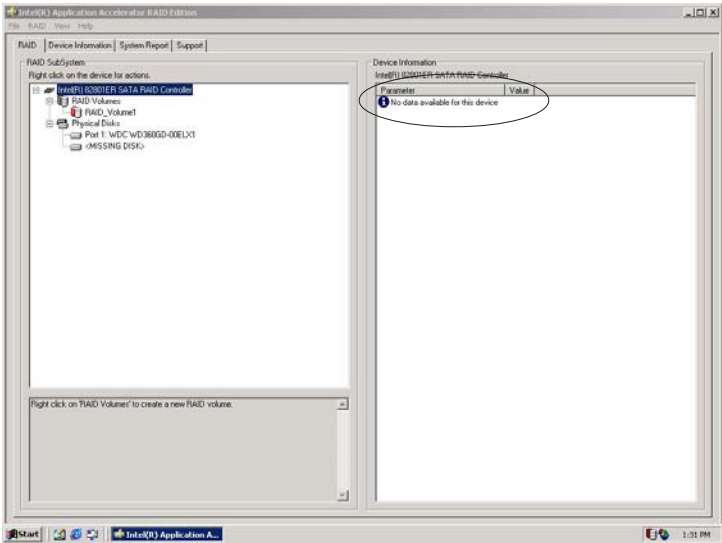 Intel(R) Application Accelerator RAID Edition
File RAID View Help
RAID Device Information System Report Support
RAID SubSystem
Right click on the device for actions.
Intel(R) 82801ER SATA RAID Controller
RAID Volumes
RAID_Volume1
Physical Disks
Port 1: WDC WD360GD-00ELX1
<MISSING DISK>
Right click on 'RAID Volumes' to create a new RAID volume.
Device Information
Intel(R) 82801ER SATA RAID Controller
Parameter Value
No data available for this device
Start Intel(R) Application A... 1:31 PM